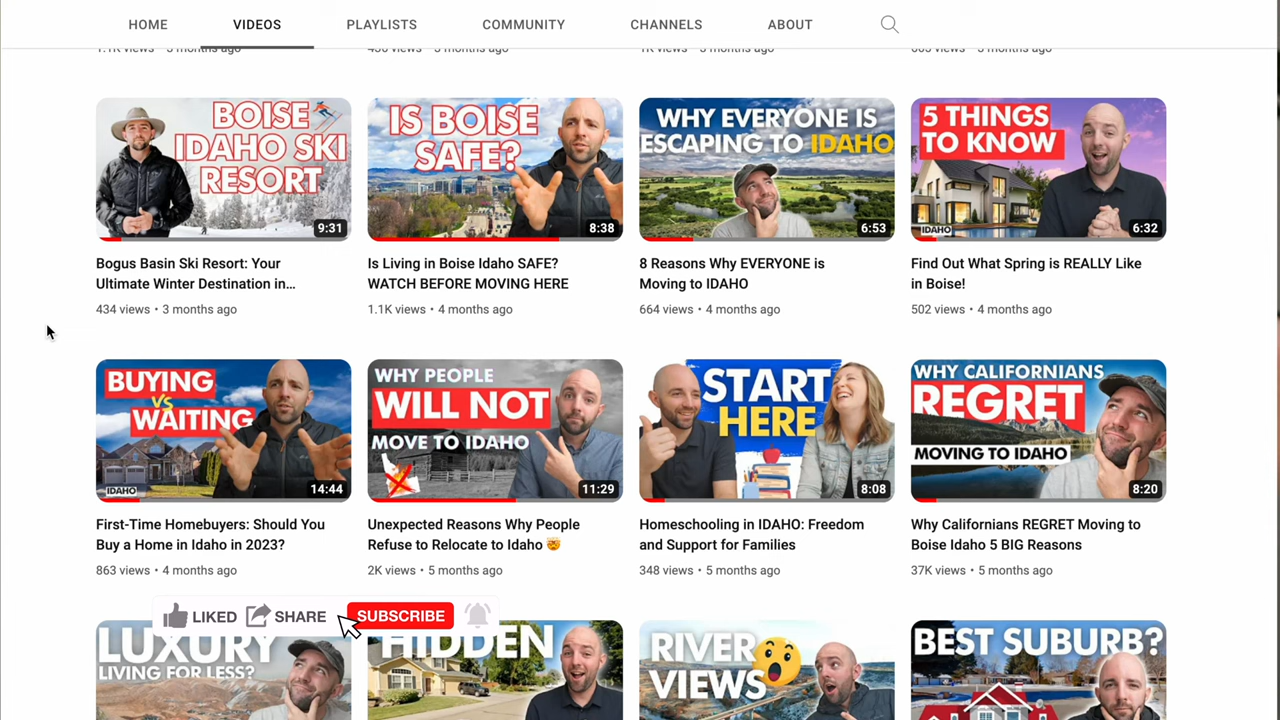 HOME VIDEOS PLAYLISTS COMMUNITY CHANNELS ABOUT
BOISE
IDAHO SKI
RESORT
9:31
IS BOISE
SAFE?
8:38
WHY EVERYONE IS
ESCAPING TO IDAHO
6:53
5 THINGS
TO KNOW
IDAHO
6:32
Bogus Basin Ski Resort: Your
Ultimate Winter Destination in…
434 views • 3 months ago
Is Living in Boise Idaho SAFE?
WATCH BEFORE MOVING HERE
1.1K views • 4 months ago
8 Reasons Why EVERYONE is
Moving to IDAHO
664 views • 4 months ago
Find Out What Spring is REALLY Like
in Boise!
502 views • 4 months ago
BUYING
VS
WAITING
IDAHO
14:44
WHY PEOPLE
WILL NOT
MOVE TO IDAHO
11:29
START
HERE
8:08
WHY CALIFORNIANS
REGRET
MOVING TO IDAHO
8:20
First-Time Homebuyers: Should You
Buy a Home in Idaho in 2023?
863 views • 4 months ago
Unexpected Reasons Why People
Refuse to Relocate to Idaho 🤯
2K views • 5 months ago
Homeschooling in IDAHO: Freedom
and Support for Families
348 views • 5 months ago
Why Californians REGRET Moving to
Boise Idaho 5 BIG Reasons
37K views • 5 months ago
LIKED SHARE SUBSCRIBE
LUXURY
LIVING FOR LESS?
HIDDEN
RIVER
VIEWS
BEST SUBURB?